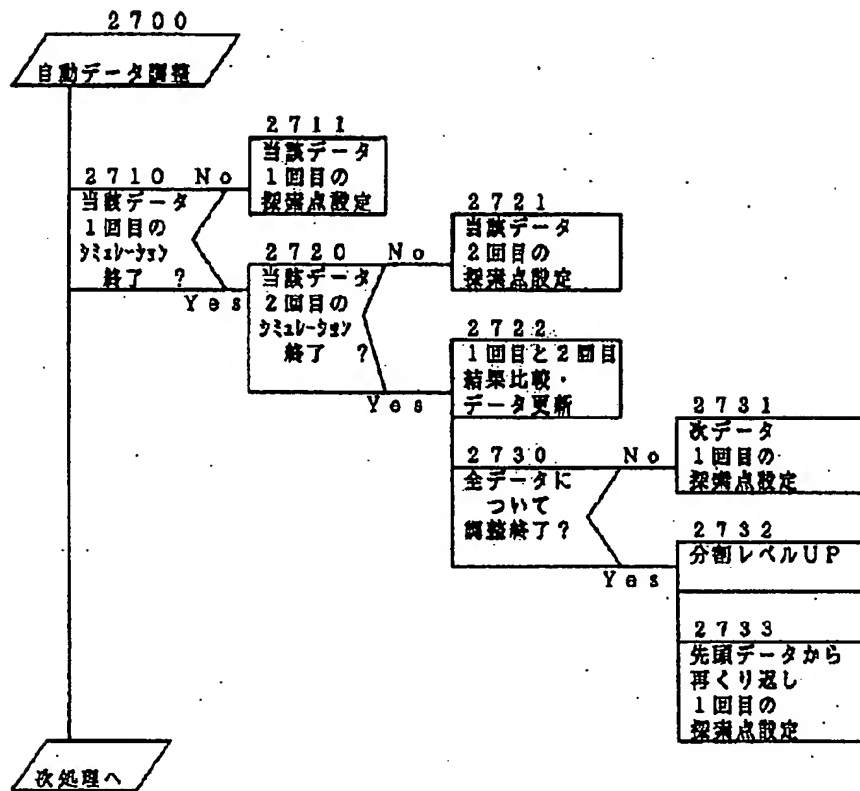 2700
自動データ調整
2711
当該データ
1回目の
探索点設定
2710 No
当該データ
1回目の
シミュレーション
終了 ?
Yes
2720 No
当該データ
2回目の
シミュレーション
終了 ?
Yes
2721
当該データ
2回目の
探索点設定
2722
1回目と2回目
結果比較・
データ更新
2730 No
全データに
ついて
調整終了?
Yes
2731
次データ
1回目の
探索点設定
2732
分割レベルUP
2733
先頭データから
再くり返し
1回目の
探索点設定
次処理へ